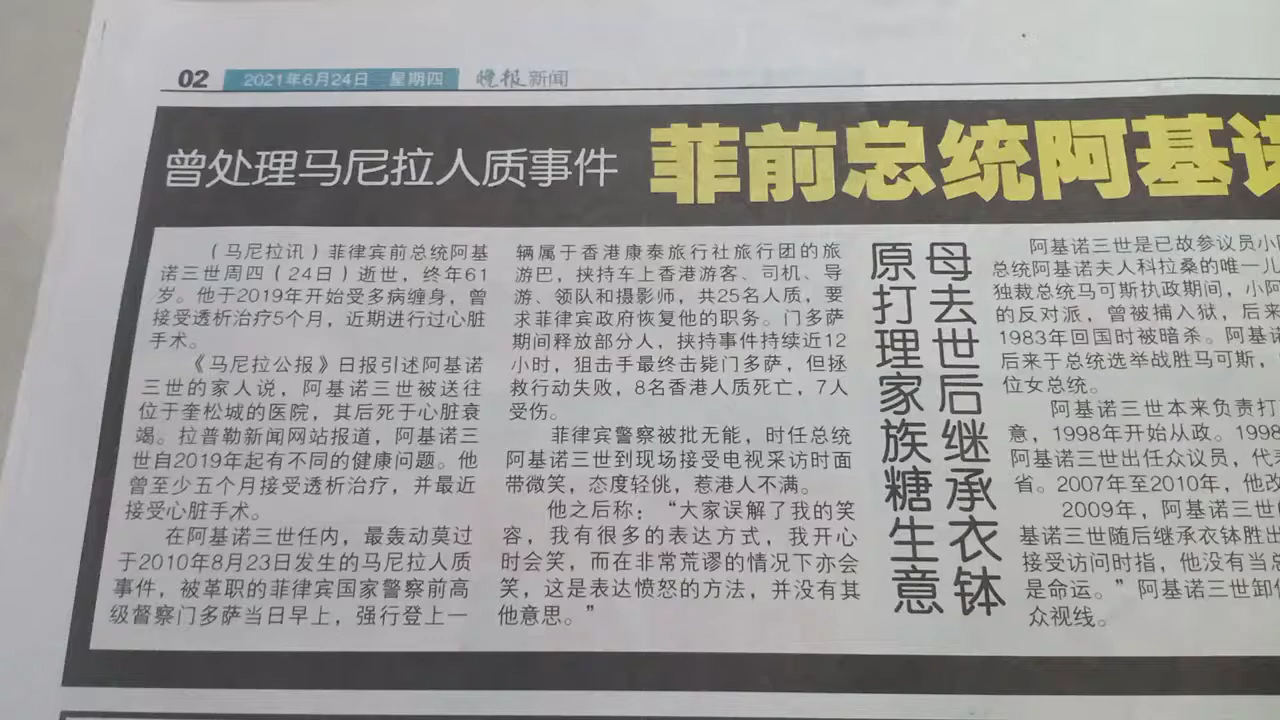 02 2021年6月24日 星期四 晚报 新闻
曾处理马尼拉人质事件 菲前总统阿基诺
（马尼拉讯）菲律宾前总统阿基
诺三世周四（24日）逝世，终年61
岁。他于2019年开始受多病缠身，曾
接受透析治疗5个月，近期进行过心脏
手术。
《马尼拉公报》日报引述阿基诺
三世的家人说，阿基诺三世被送往
位于奎松城的医院，其后死于心脏衰
竭。拉普勒新闻网站报道，阿基诺三
世自2019年起有不同的健康问题。他
曾至少五个月接受透析治疗，并最近
接受心脏手术。
在阿基诺三世任内，最轰动莫过
于2010年8月23日发生的马尼拉人质
事件，被革职的菲律宾国家警察前高
级督察门多萨当日早上，强行登上一
辆属于香港康泰旅行社旅行团的旅
游巴，挟持车上香港游客、司机、导
游、领队和摄影师，共25名人质，要
求菲律宾政府恢复他的职务。门多萨
期间释放部分人，挟持事件持续近12
小时，狙击手最终击毙门多萨，但拯
救行动失败，8名香港人质死亡，7人
受伤。
菲律宾警察被批无能，时任总统
阿基诺三世到现场接受电视采访时面
带微笑，态度轻佻，惹港人不满。
他之后称：“大家误解了我的笑
容，我有很多的表达方式，我开心
时会笑，而在非常荒谬的情况下亦会
笑，这是表达愤怒的方法，并没有其
他意思。”
母去世后继承衣钵
原打理家族糖生意
阿基诺三世是已故参议员小
总统阿基诺夫人科拉桑的唯一儿
独裁总统马可斯执政期间，小阿
的反对派，曾被捕入狱，后来
1983年回国时被暗杀。阿基诺
后来于总统选举战胜马可斯，
位女总统。
阿基诺三世本来负责打
意，1998年开始从政。1998
阿基诺三世出任众议员，代表
省。2007年至2010年，他改
2009年，阿基诺三世
基诺三世随后继承衣钵胜出
接受访问时指，他没有当总
是命运。”阿基诺三世卸
众视线。